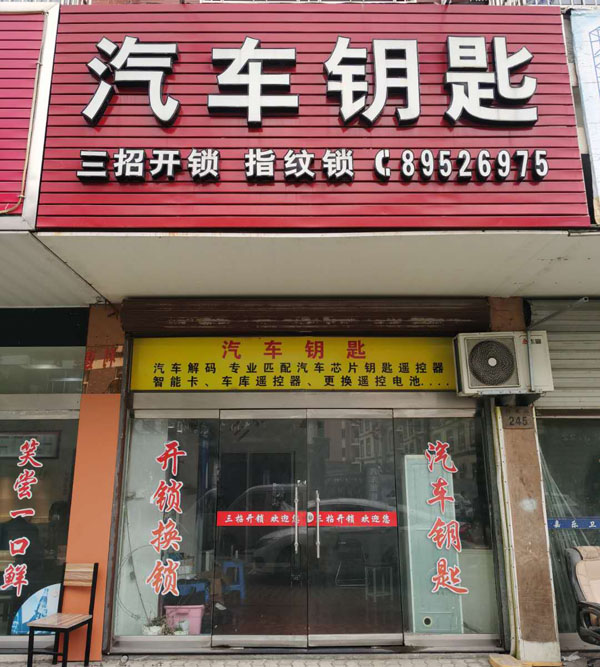 汽车钥匙
三招开锁 指纹锁 89526975
汽车钥匙
汽车解码 专业匹配汽车芯片钥匙遥控器
智能卡、车库遥控器、更换遥控电池....
245
笑尝一口鲜
开锁换锁
汽车钥匙
三招开锁 欢迎您
三招开锁 欢迎您
嘉乐卫